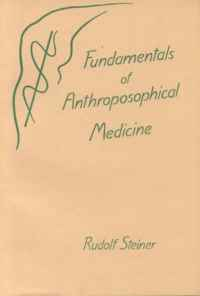 Fundamentals
of
Anthroposophical
Medicine
Rudolf Steiner